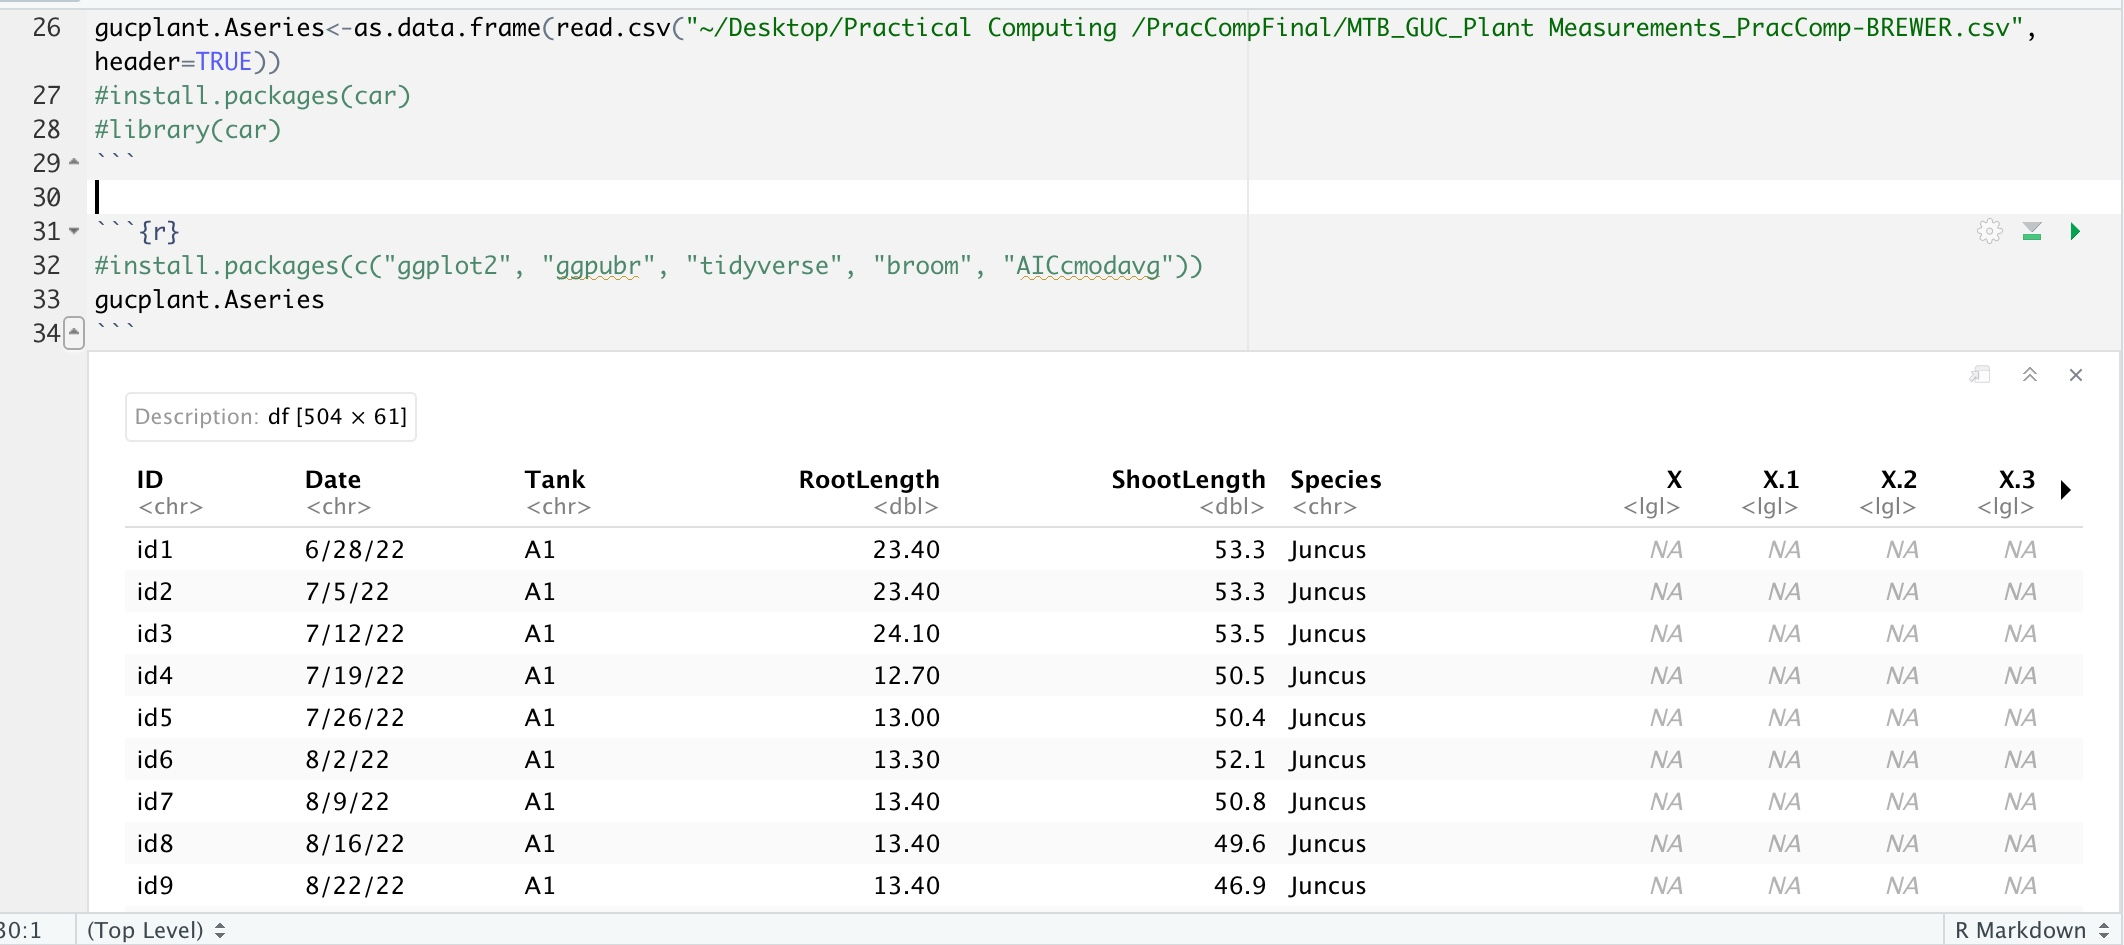 26 gucplant.Aseries<-as.data.frame(read.csv("~/Desktop/Practical Computing /PracCompFinal/MTB_GUC_Plant Measurements_PracComp-BREWER.csv",
header=TRUE))
27 #install.packages(car)
28 #library(car)
29 ```
30
31 ```{r}
32 #install.packages(c("ggplot2", "ggpubr", "tidyverse", "broom", "AICcmodavg"))
33 gucplant.Aseries
34 ```
Description: df [504 × 61]
ID Date Tank RootLength ShootLength Species X X.1 X.2 X.3
<chr> <chr> <chr> <dbl> <dbl> <chr> <lgl> <lgl> <lgl> <lgl>
id1 6/28/22 A1 23.40 53.3 Juncus NA NA NA NA
id2 7/5/22 A1 23.40 53.3 Juncus NA NA NA NA
id3 7/12/22 A1 24.10 53.5 Juncus NA NA NA NA
id4 7/19/22 A1 12.70 50.5 Juncus NA NA NA NA
id5 7/26/22 A1 13.00 50.4 Juncus NA NA NA NA
id6 8/2/22 A1 13.30 52.1 Juncus NA NA NA NA
id7 8/9/22 A1 13.40 50.8 Juncus NA NA NA NA
id8 8/16/22 A1 13.40 49.6 Juncus NA NA NA NA
id9 8/22/22 A1 13.40 46.9 Juncus NA NA NA NA
30:1 (Top Level) R Markdown